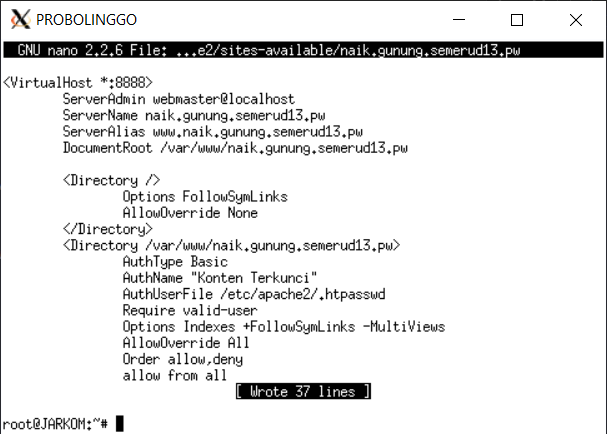 PROBOLINGGO
GNU nano 2.2.6 File: ...e2/sites-available/naik.gunung.semerud13.pw
<VirtualHost *:8888>
ServerAdmin webmaster@localhost
ServerName naik.gunung.semerud13.pw
ServerAlias www.naik.gunung.semerud13.pw
DocumentRoot /var/www/naik.gunung.semerud13.pw
<Directory />
Options FollowSymLinks
AllowOverride None
</Directory>
<Directory /var/www/naik.gunung.semerud13.pw>
AuthType Basic
AuthName "Konten Terkunci"
AuthUserFile /etc/apache2/.htpasswd
Require valid-user
Options Indexes +FollowSymLinks -MultiViews
AllowOverride All
Order allow,deny
allow from all
[ Wrote 37 lines ]
root@JARKOM:~#